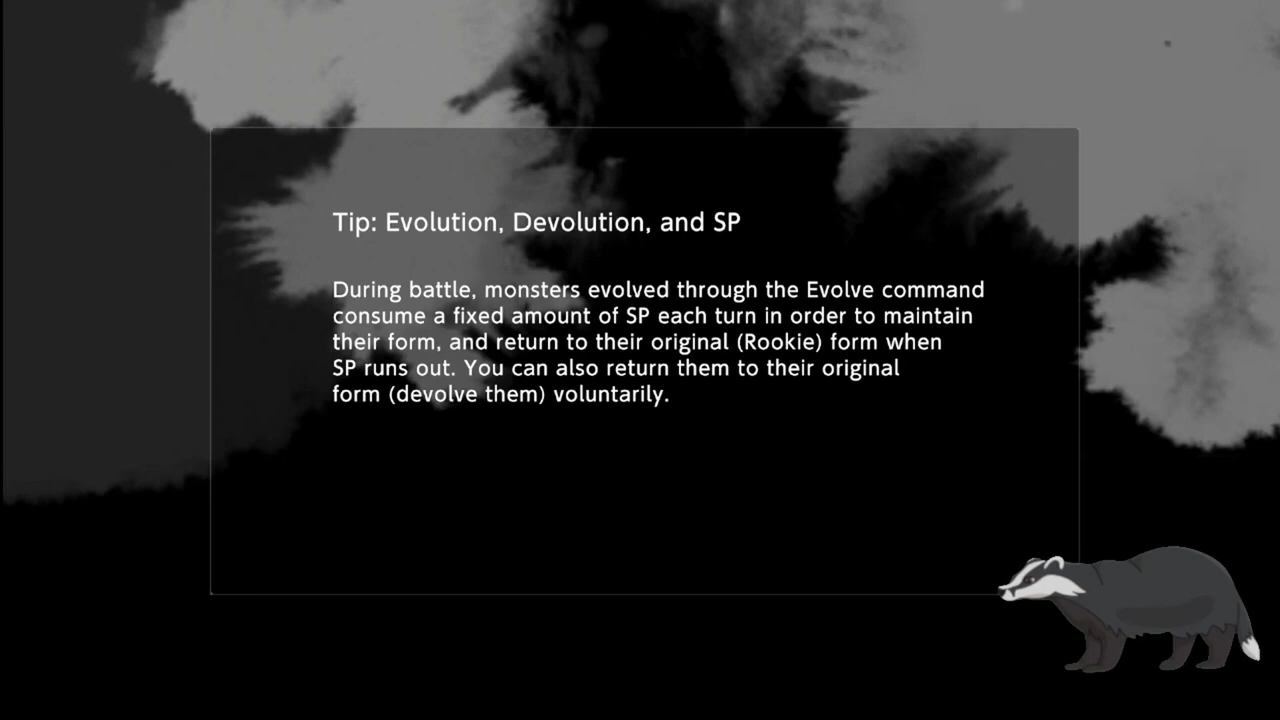 Tip: Evolution, Devolution, and SP
During battle, monsters evolved through the Evolve command
consume a fixed amount of SP each turn in order to maintain
their form, and return to their original (Rookie) form when
SP runs out. You can also return them to their original
form (devolve them) voluntarily.